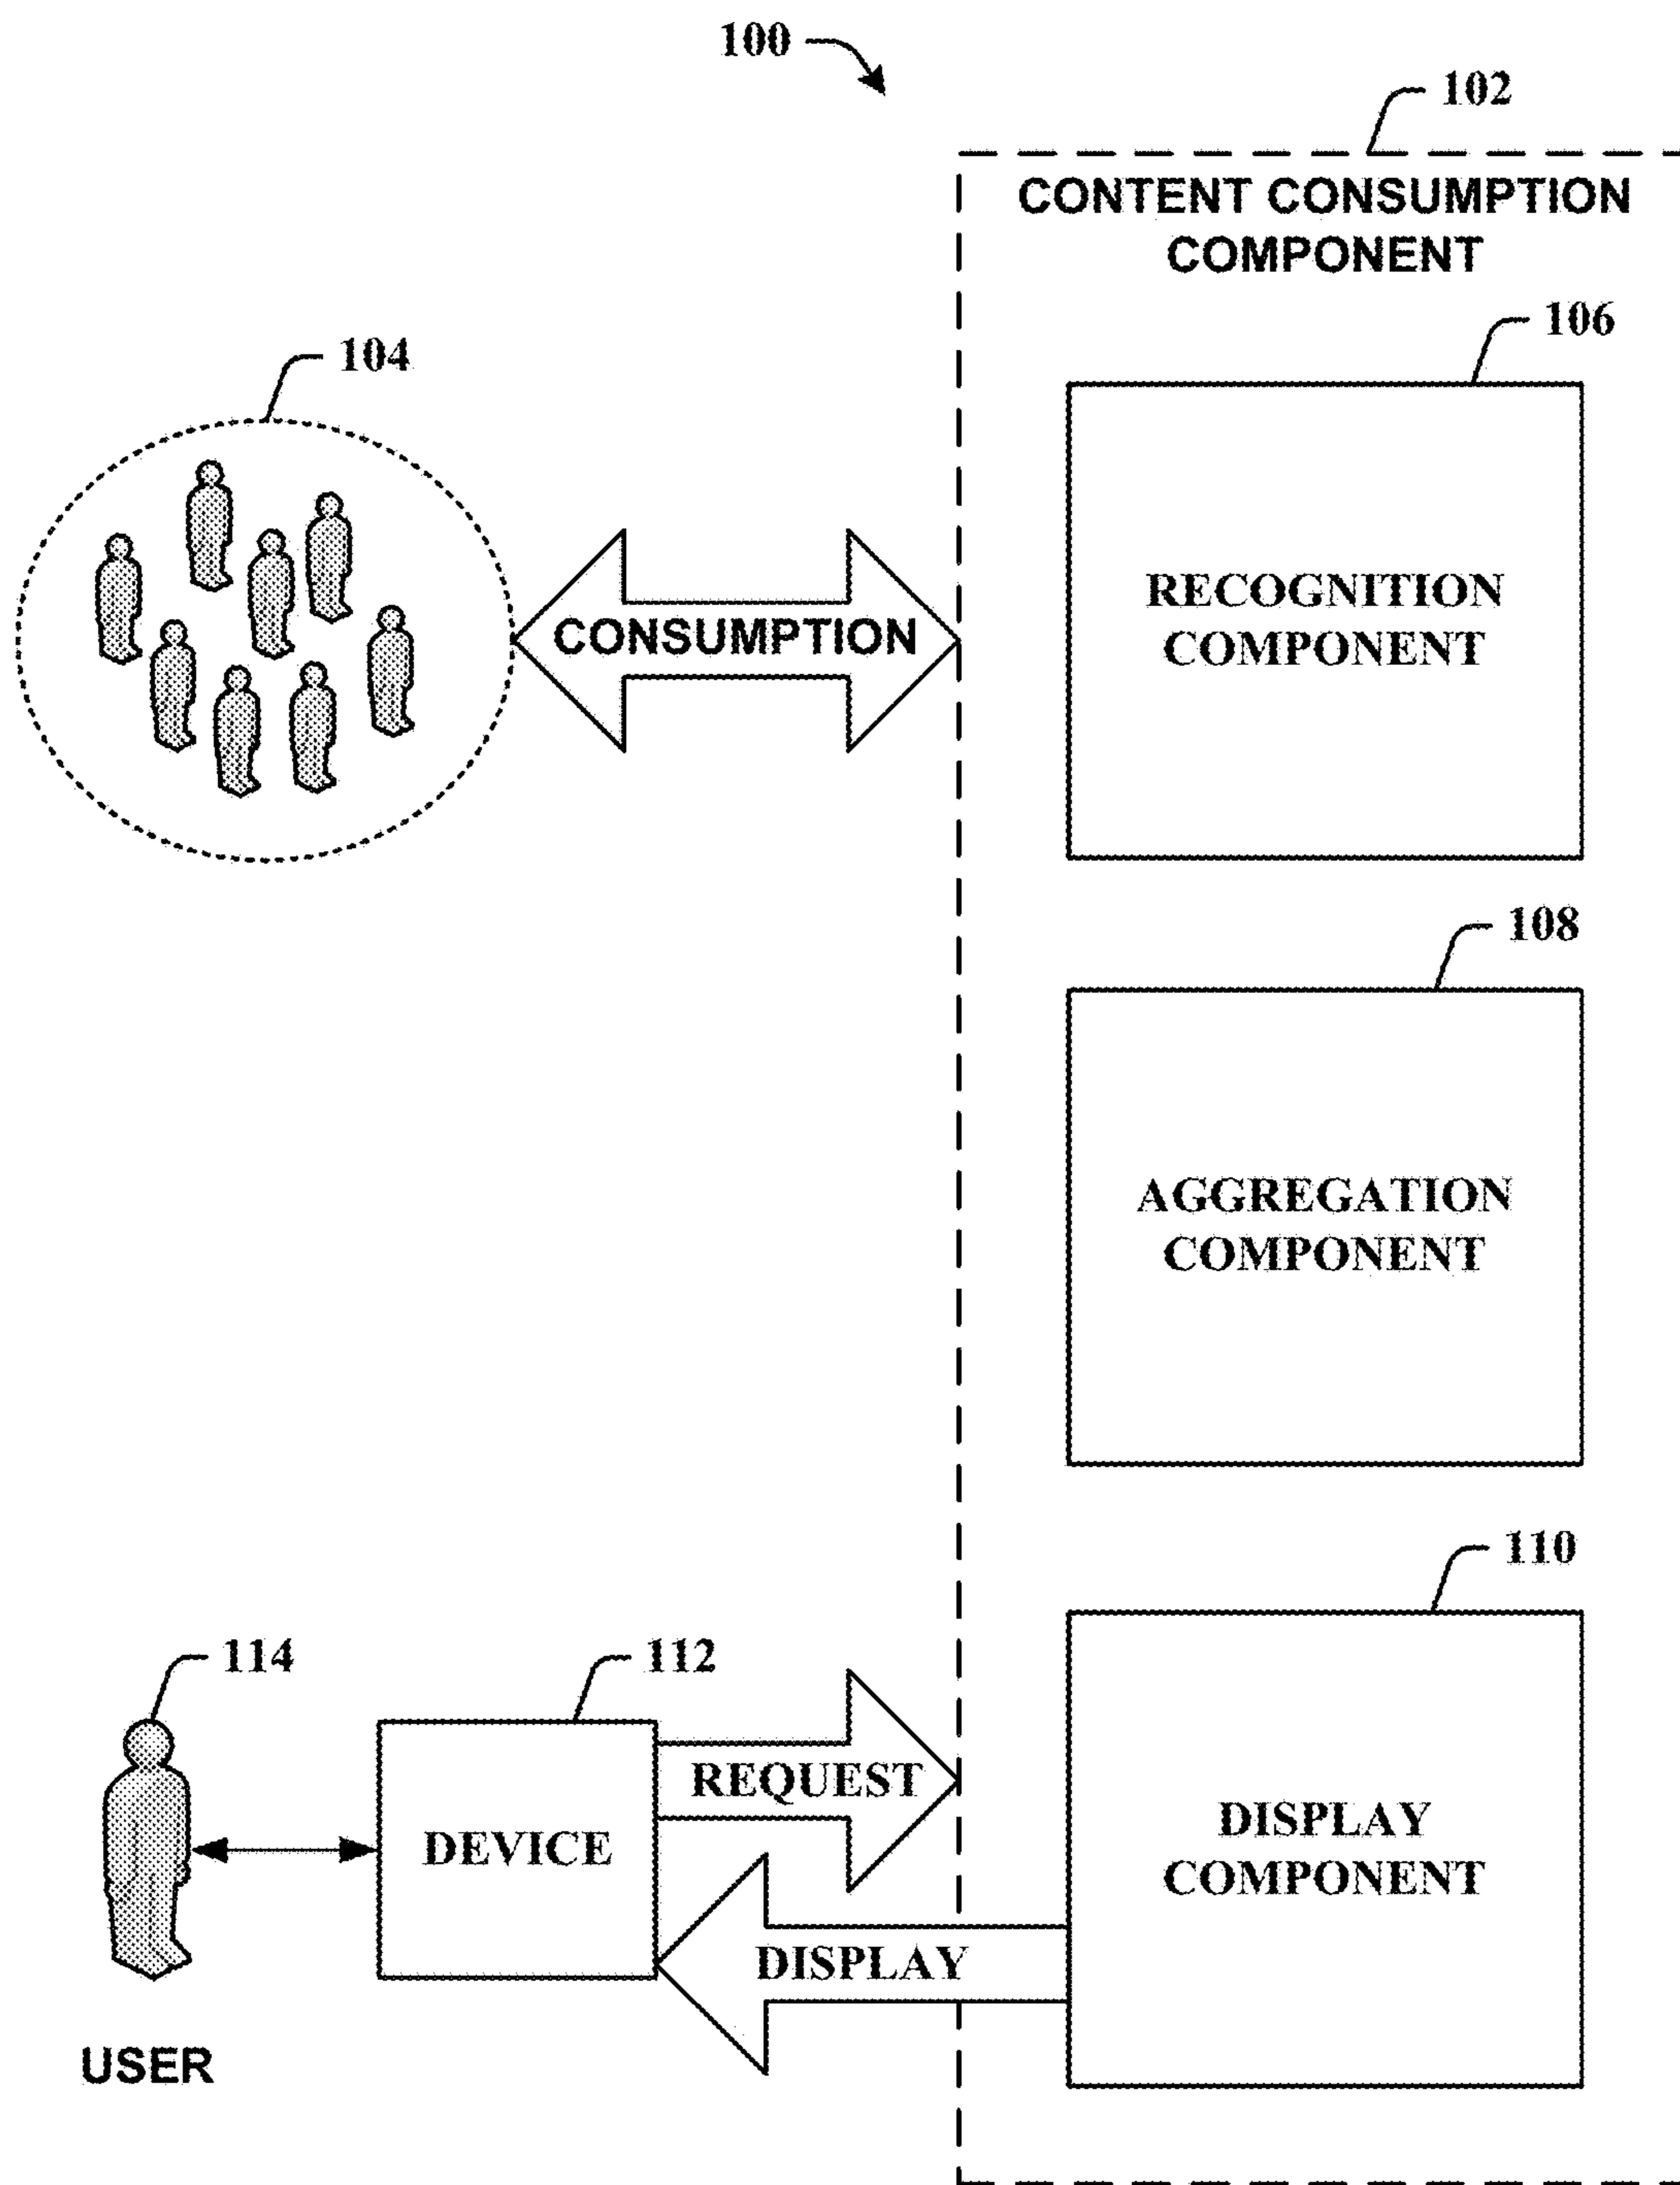 100
102
CONTENT CONSUMPTION
COMPONENT
106
104
RECOGNITION
COMPONENT
CONSUMPTION
108
AGGREGATION
COMPONENT
110
114
112
REQUEST
DEVICE
DISPLAY
COMPONENT
DISPLAY
USER